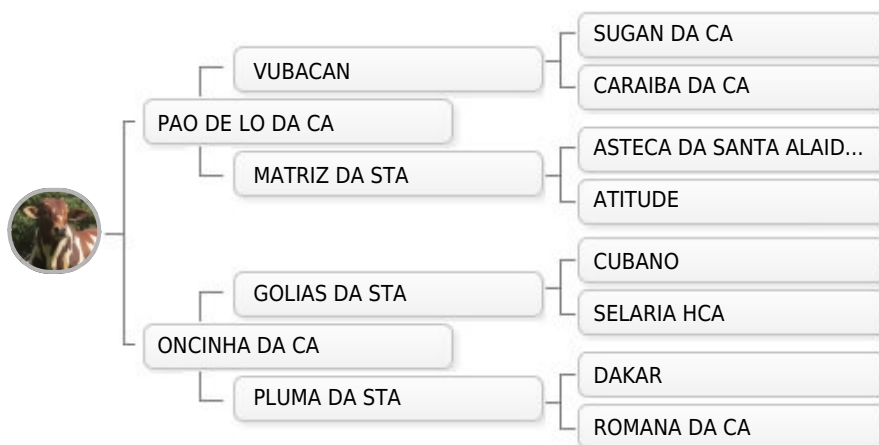 SUGAN DA CA
VUBACAN
CARAIBA DA CA
PAO DE LO DA CA
ASTECA DA SANTA ALAID...
MATRIZ DA STA
ATITUDE
CUBANO
GOLIAS DA STA
SELARIA HCA
ONCINHA DA CA
DAKAR
PLUMA DA STA
ROMANA DA CA